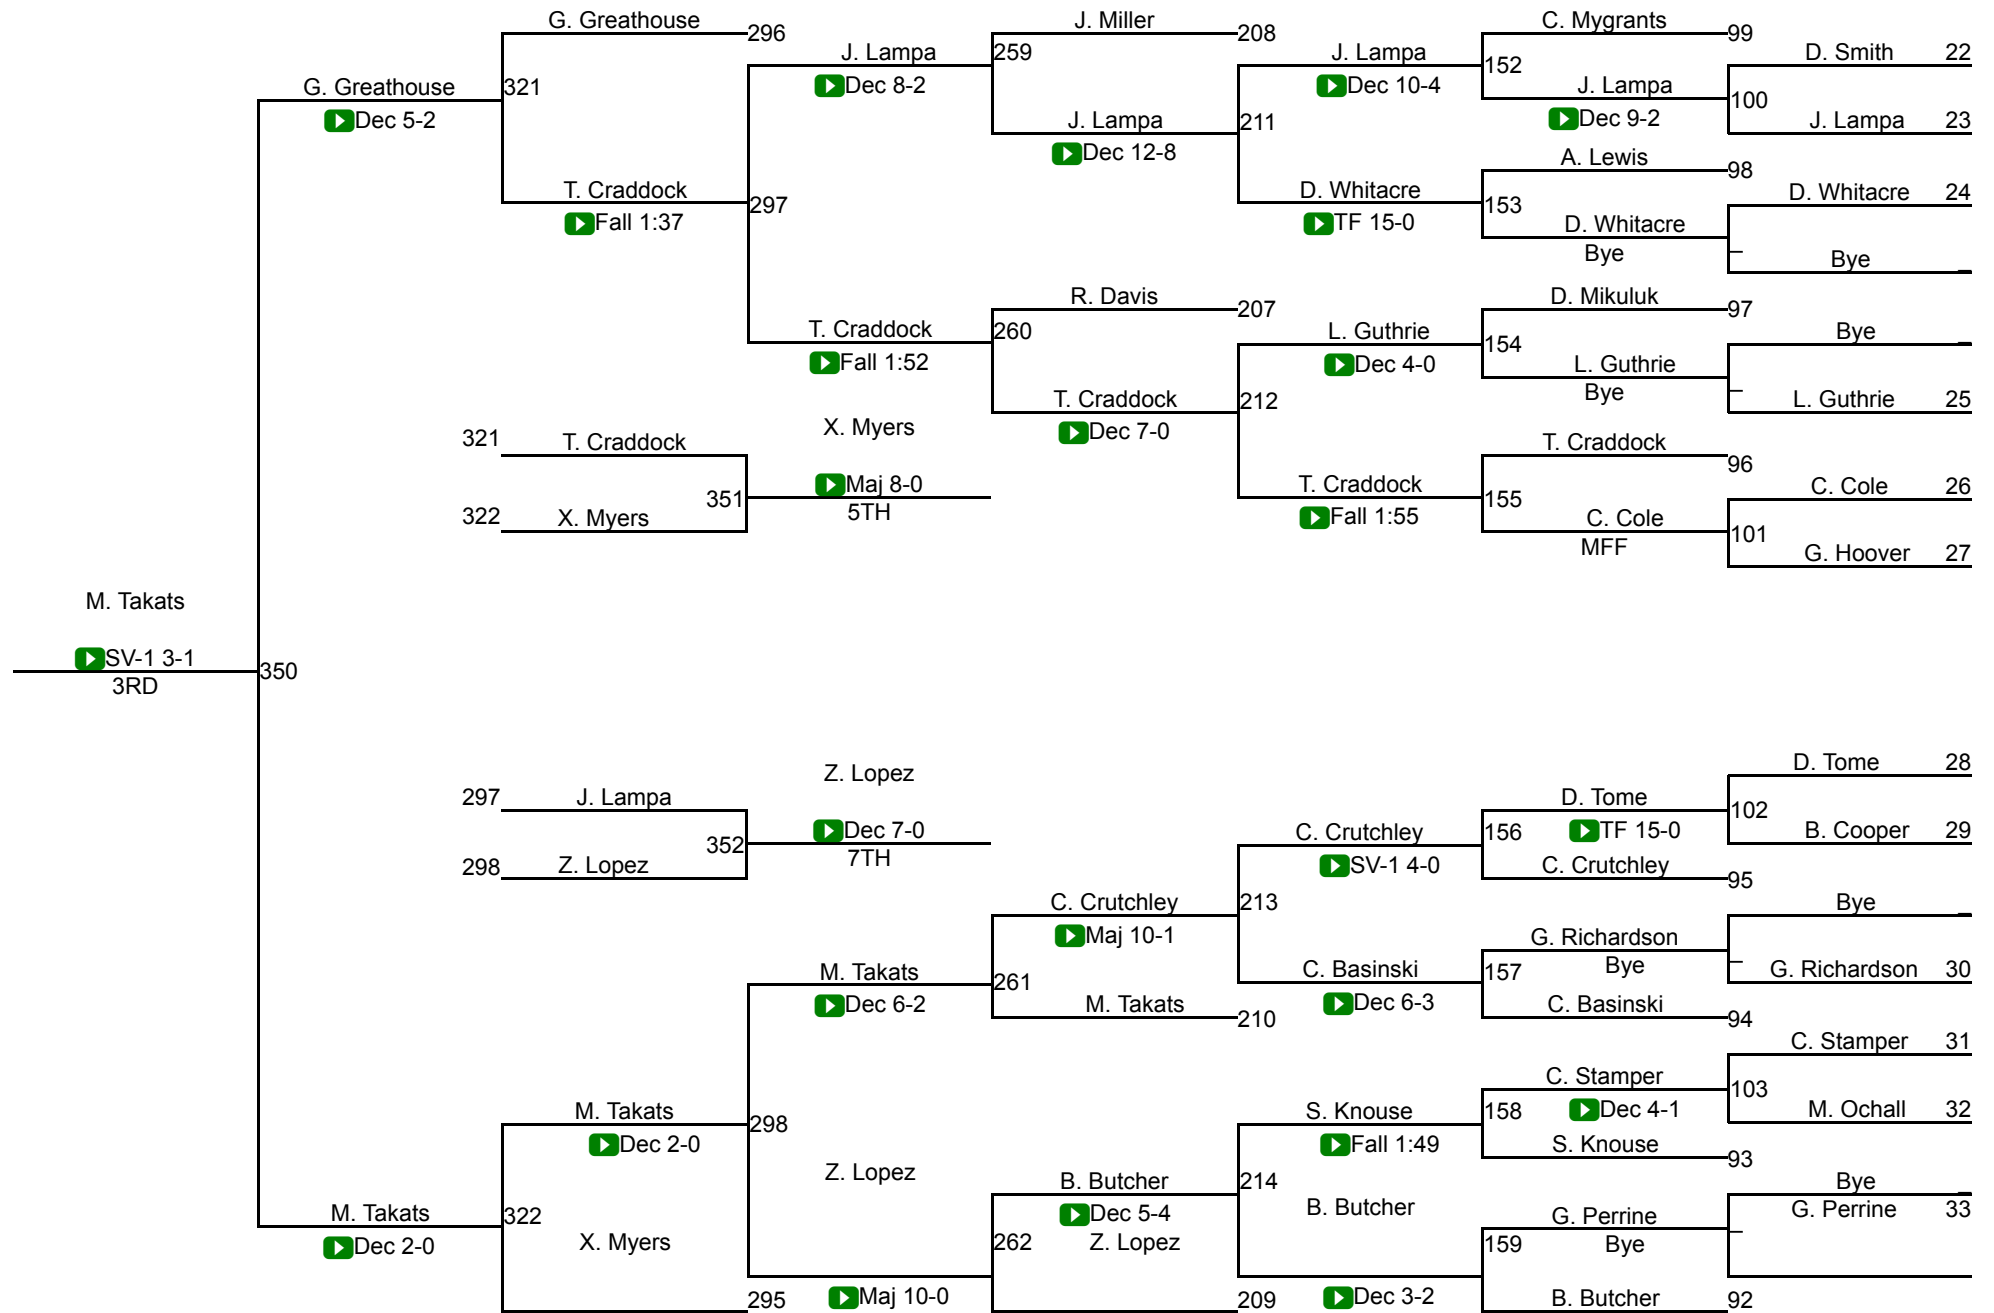 G. Greathouse
J. Miller
C. Mygrants
296
208
99
J. Lampa
259
J. Lampa
152
D. Smith 22
G. Greathouse
321
Dec 8-2
Dec 10-4
J. Lampa
100
Dec 5-2
J. Lampa
211
Dec 9-2
J. Lampa 23
Dec 12-8
A. Lewis
98
T. Craddock
297
D. Whitacre
153
D. Whitacre 24
Fall 1:37
TF 15-0
D. Whitacre
Bye
_
Bye _
R. Davis
207
D. Mikuluk
97
T. Craddock
260
L. Guthrie
154
Bye _
Fall 1:52
Dec 4-0
L. Guthrie
Bye
_
T. Craddock
212
L. Guthrie 25
X. Myers
Dec 7-0
321 T. Craddock
T. Craddock
96
Maj 8-0
351
5TH
T. Craddock
155
C. Cole 26
322 X. Myers
Fall 1:55
C. Cole
101
MFF
G. Hoover 27
M. Takats
SV-1 3-1
350
3RD
Z. Lopez
D. Tome 28
297 J. Lampa
D. Tome
102
Dec 7-0
352
7TH
C. Crutchley
156
TF 15-0
B. Cooper 29
298 Z. Lopez
SV-1 4-0
C. Crutchley
95
C. Crutchley
213
Bye _
Maj 10-1
G. Richardson
Bye
_
M. Takats
261
C. Basinski
157
G. Richardson 30
Dec 6-2
M. Takats
210
Dec 6-3
C. Basinski
94
C. Stamper 31
C. Stamper
103
M. Takats
298
S. Knouse
158
Dec 4-1
M. Ochall 32
Dec 2-0
Fall 1:49
S. Knouse
93
Z. Lopez
B. Butcher
214
Bye _
M. Takats
322
Dec 5-4
B. Butcher
G. Perrine
G. Perrine 33
Dec 2-0
X. Myers
262
Z. Lopez
159
Bye
_
295
Maj 10-0
209
Dec 3-2
B. Butcher
92